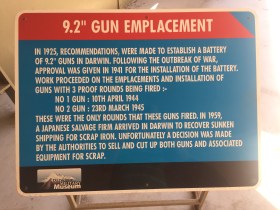 9.2" GUN EMPLACEMENT
IN 1925, RECOMMENDATIONS, WERE MADE TO ESTABLISH A BATTERY
OF 9.2" GUNS IN DARWIN. FOLLOWING THE OUTBREAK OF WAR,
APPROVAL WAS GIVEN IN 1941 FOR THE INSTALLATION OF THE BATTERY.
WORK PROCEEDED ON THE EMPLACEMENTS AND INSTALLATION OF
GUNS WITH 3 PROOF ROUNDS BEING FIRED :-
NO 1 GUN : 10TH APRIL 1944
NO 2 GUN : 23RD MARCH 1945
THESE WERE THE ONLY ROUNDS THAT THESE GUNS FIRED. IN 1959,
A JAPANESE SALVAGE FIRM ARRIVED IN DARWIN TO RECOVER SUNKEN
SHIPPING FOR SCRAP IRON. UNFORTUNATELY A DECISION WAS MADE
BY THE AUTHORITIES TO SELL AND CUT UP BOTH GUNS AND ASSOCIATED
EQUIPMENT FOR SCRAP.
Museum